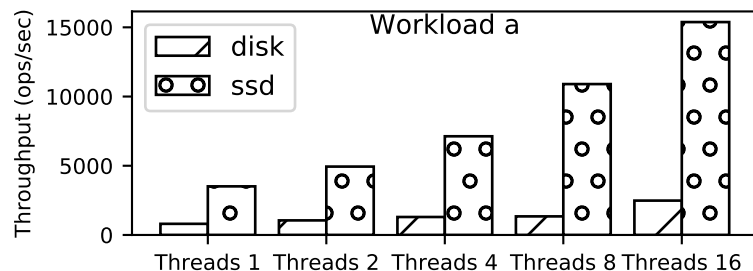 Workload a
Throughput (ops/sec)
15000
10000
5000
0
disk
ssd
Threads 1
Threads 2
Threads 4
Threads 8
Threads 16